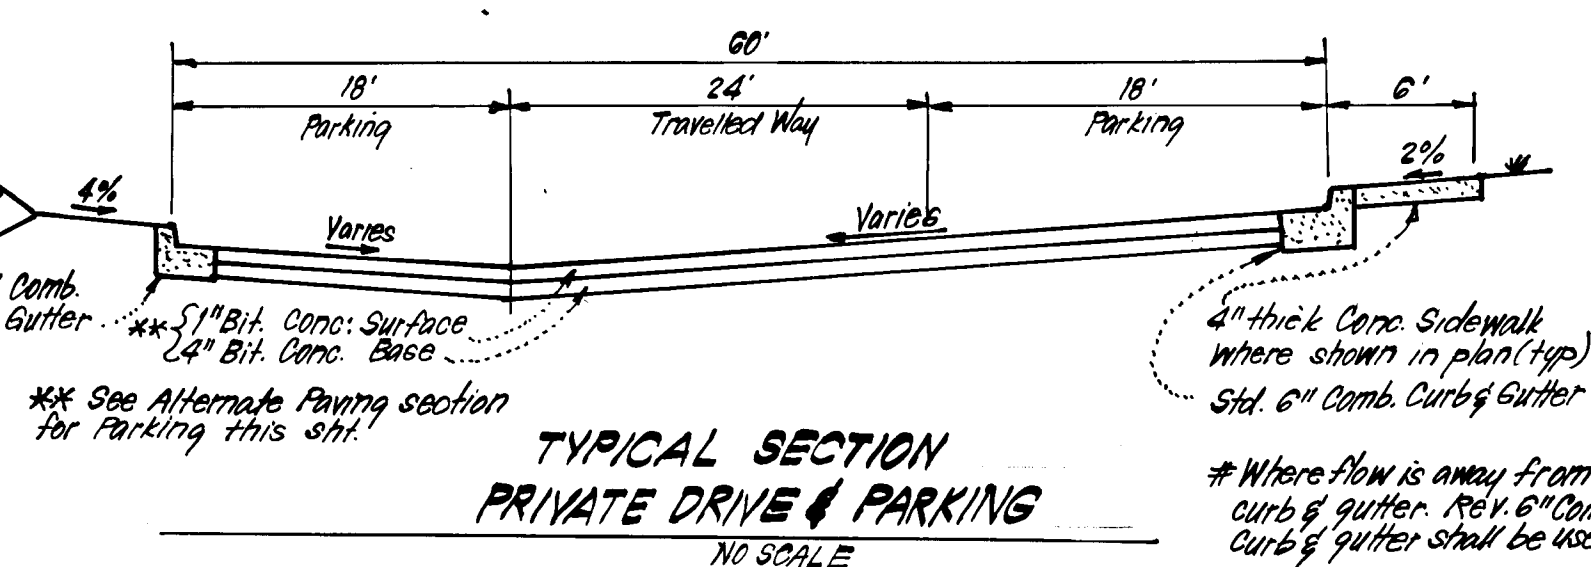 60'
18'
24'
18'
6'
Parking
Travelled Way
Parking
2%
4%
Varies
Varies
Comb.
Gutter
** {1" Bit. Conc. Surface
4" Bit. Conc. Base
** See Alternate Paving section
for Parking this sht.
4" thick Conc. Sidewalk
where shown in plan (typ)
Std. 6" Comb. Curb & Gutter
# Where flow is away from
curb & gutter. Rev. 6" Com
curb & gutter shall be use
TYPICAL SECTION
PRIVATE DRIVE & PARKING
NO SCALE